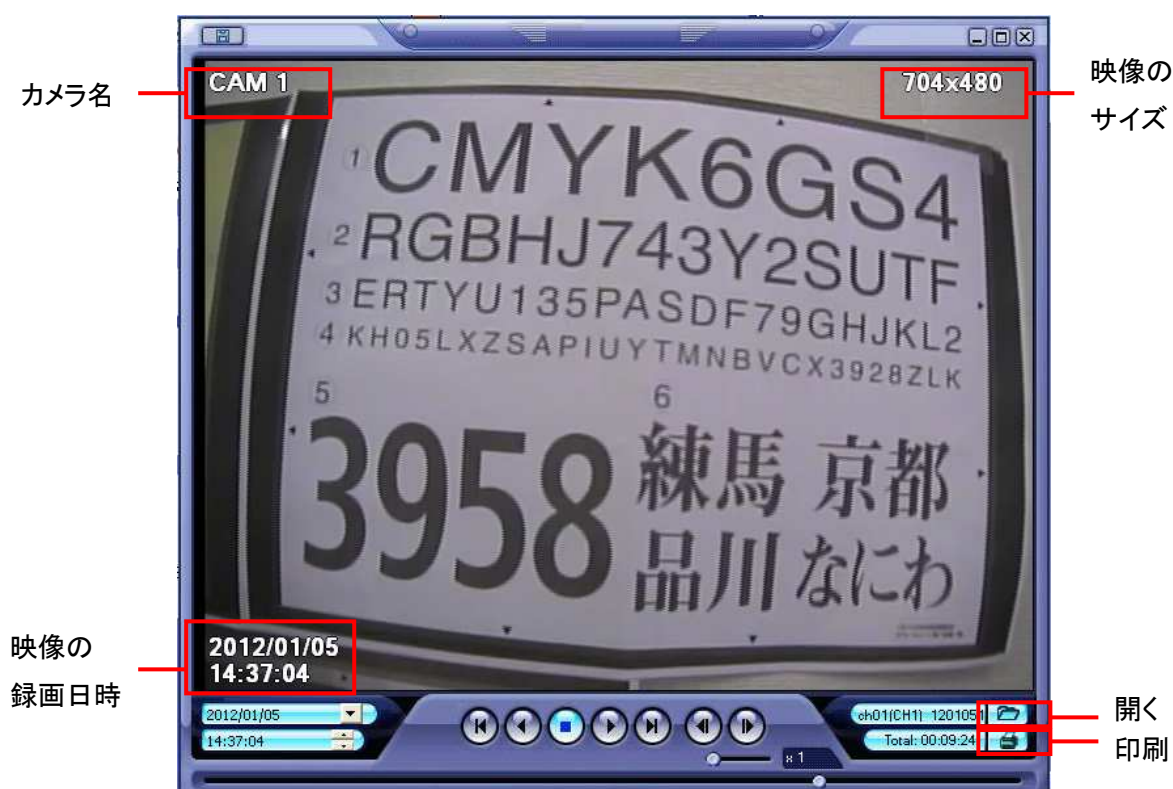 カメラ名
映像の
サイズ
CAM 1
704x480
1 CMYK6GS4
2 RGBHJ743Y2SUTF
3 ERTYU135PASDF79GHJKL2
4 KH05LXZSAPIUYTMNBVCX3928ZLK
5
3958
6
練馬 京都
品川 なにわ
映像の
録画日時
2012/01/05
14:37:04
2012/01/05
14:37:04
ch01(CH1) 1201051
Total: 00:09:24
x 1
開く
印刷